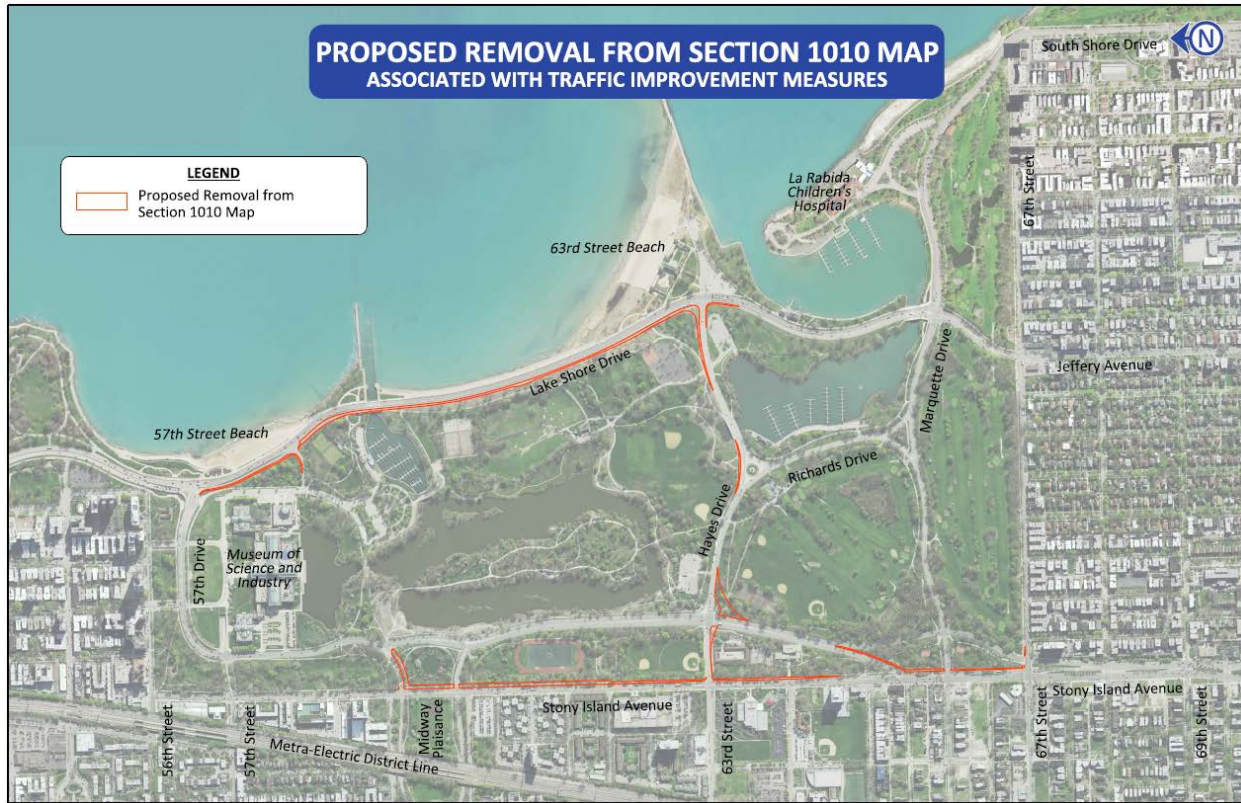 PROPOSED REMOVAL FROM SECTION 1010 MAP
ASSOCIATED WITH TRAFFIC IMPROVEMENT MEASURES
South Shore Drive
N
LEGEND
Proposed Removal from
Section 1010 Map
La Rabida
Children's
Hospital
67th Street
63rd Street Beach
Lake Shore Drive
Marquette Drive
Jeffery Avenue
57th Street Beach
Richards Drive
Hayes Drive
57th Drive
Museum of
Science and
Industry
Stony Island Avenue
Stony Island Avenue
56th Street
57th Street
Midway
Plaisance
63rd Street
67th Street
69th Street
Metra-Electric District Line